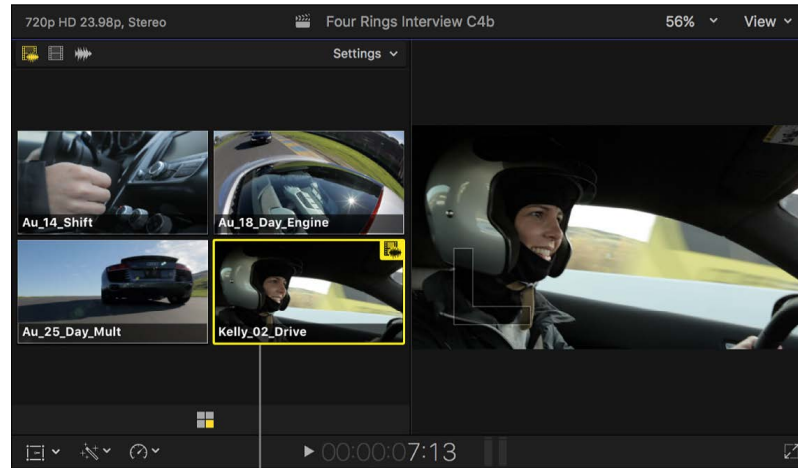 720p HD 23.98p, Stereo
Four Rings Interview C4b
56%
View
Settings
Au_14_Shift
Au_18_Day_Engine
Au_25_Day_Mult
Kelly_02_Drive
00:00:07:13
L